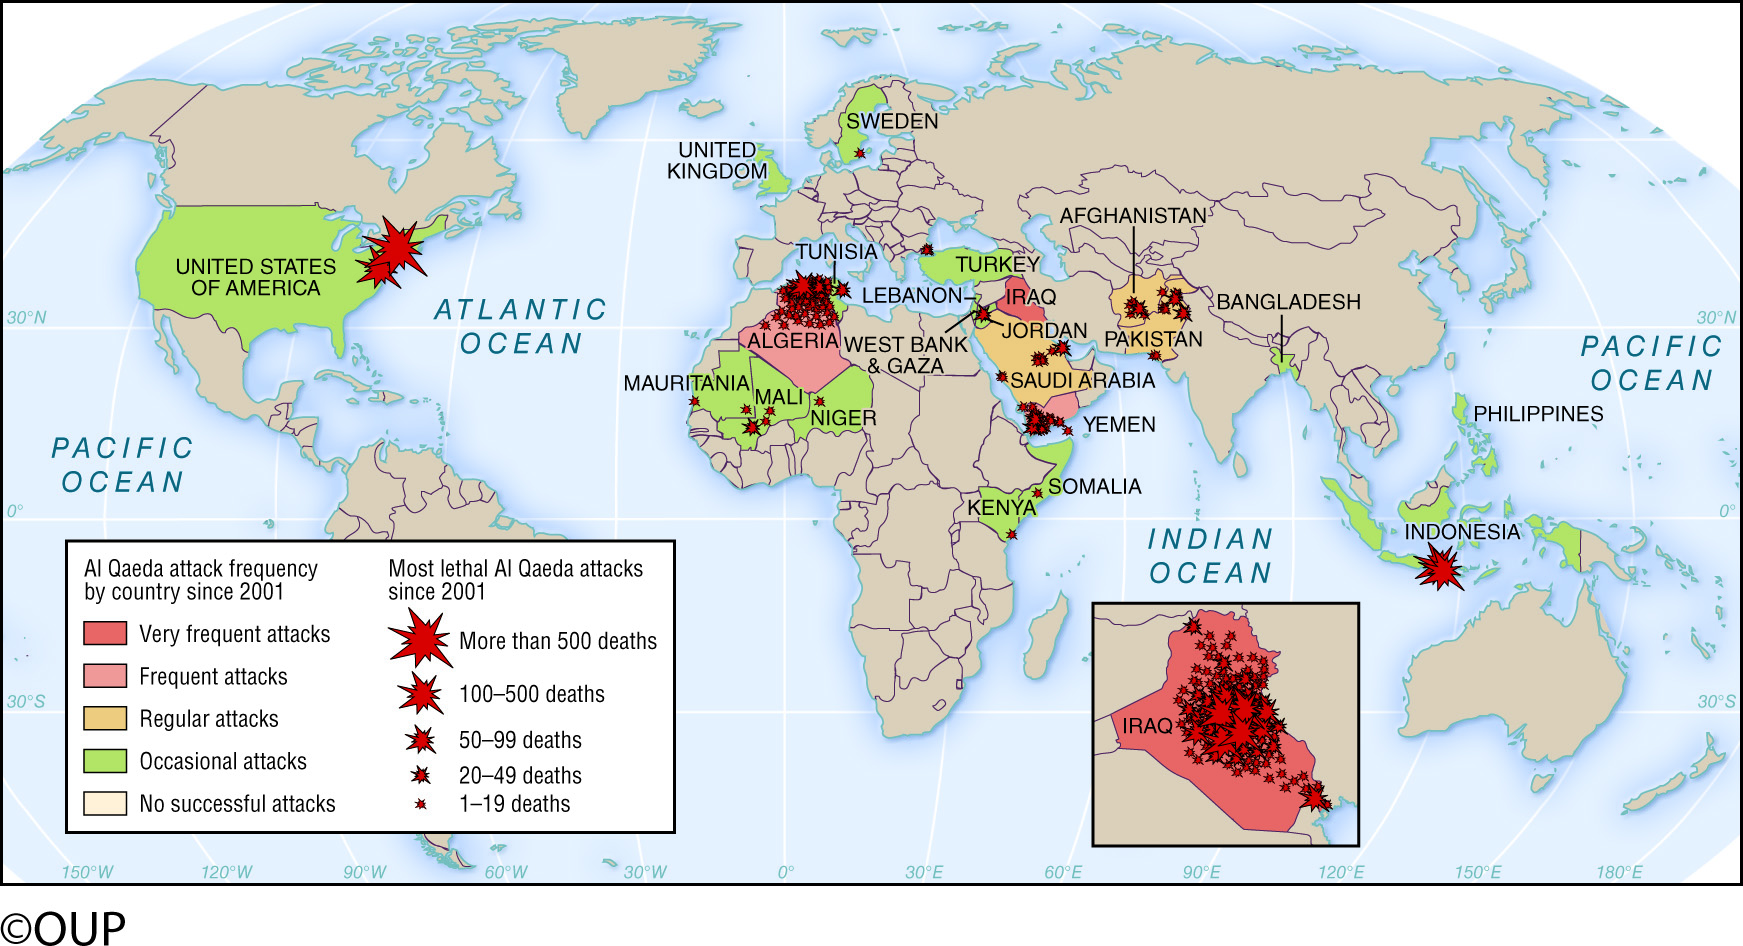 SWEDEN
UNITED
KINGDOM
AFGHANISTAN
TUNISIA
TURKEY
UNITED STATES
OF AMERICA
LEBANON
IRAQ
BANGLADESH
ATLANTIC
OCEAN
30°N
30°N
JORDAN
ALGERIA
WEST BANK
& GAZA
PAKISTAN
PACIFIC
OCEAN
MAURITANIA
MALI
NIGER
SAUDI ARABIA
YEMEN
PHILIPPINES
PACIFIC
OCEAN
SOMALIA
KENYA
0°
0°
INDIAN
OCEAN
INDONESIA
Al Qaeda attack frequency
by country since 2001
Very frequent attacks
Frequent attacks
Regular attacks
Occasional attacks
No successful attacks
Most lethal Al Qaeda attacks
since 2001
More than 500 deaths
100–500 deaths
50–99 deaths
20–49 deaths
1–19 deaths
IRAQ
30°S
30°S
150°W
120°W
90°W
60°W
30°W
0°
30°E
60°E
90°E
120°E
150°E
180°E
©OUP